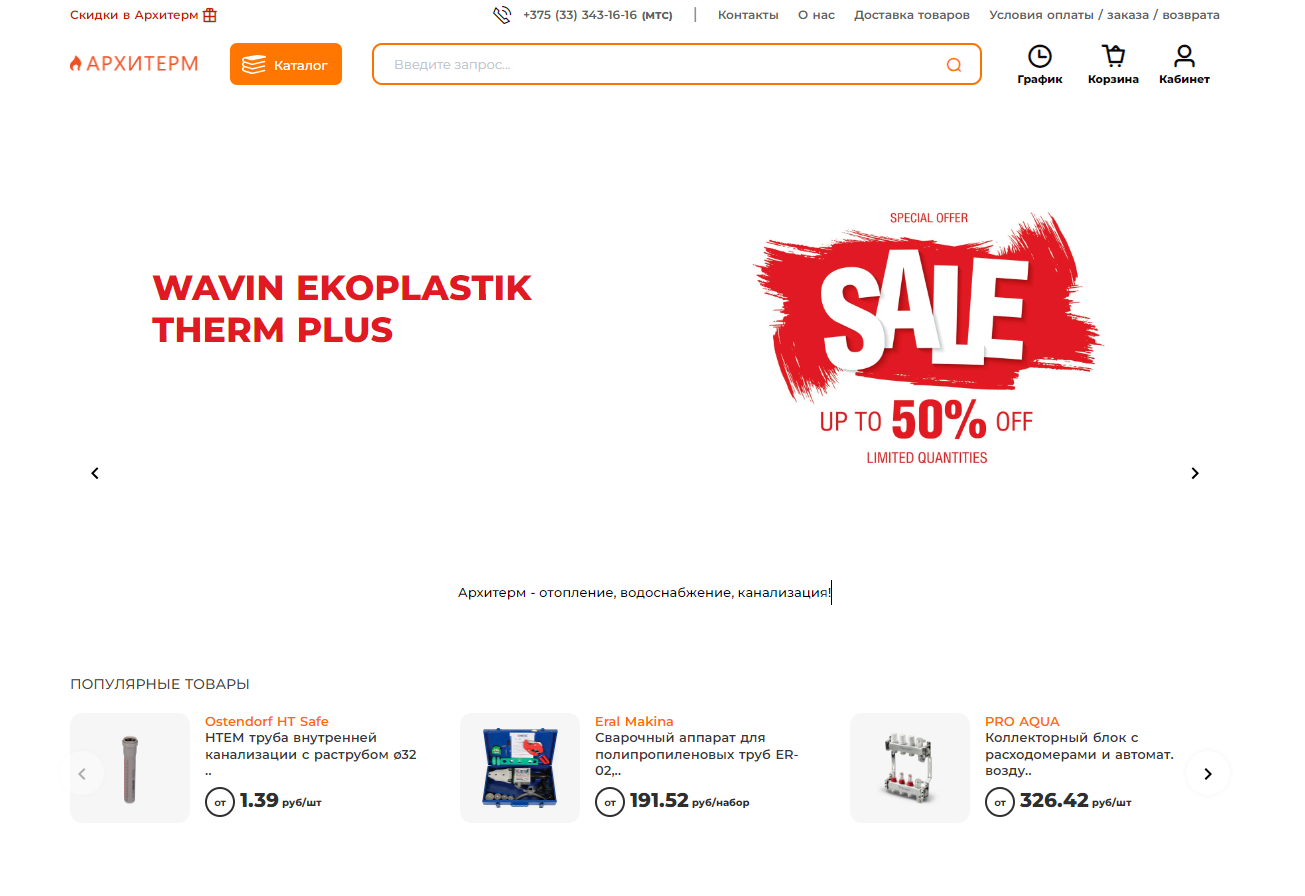 Скидки в Архитерм
+375 (33) 343-16-16 (МТС) | Контакты О нас Доставка товаров Условия оплаты / заказа / возврата
АРХИТЕРМ
Каталог
Введите запрос...
График Корзина Кабинет
WAVIN EKOPLASTIK
THERM PLUS
SPECIAL OFFER
SALE
UP TO 50% OFF
LIMITED QUANTITIES
Архитерм - отопление, водоснабжение, канализация!
ПОПУЛЯРНЫЕ ТОВАРЫ
Ostendorf HT Safe
HTEM труба внутренней
канализации с раструбом ø32
..
от 1.39 руб/шт
Eral Makina
Сварочный аппарат для
полипропиленовых труб ER-
02,..
от 191.52 руб/набор
PRO AQUA
Коллекторный блок с
расходомерами и автомат.
возду..
от 326.42 руб/шт